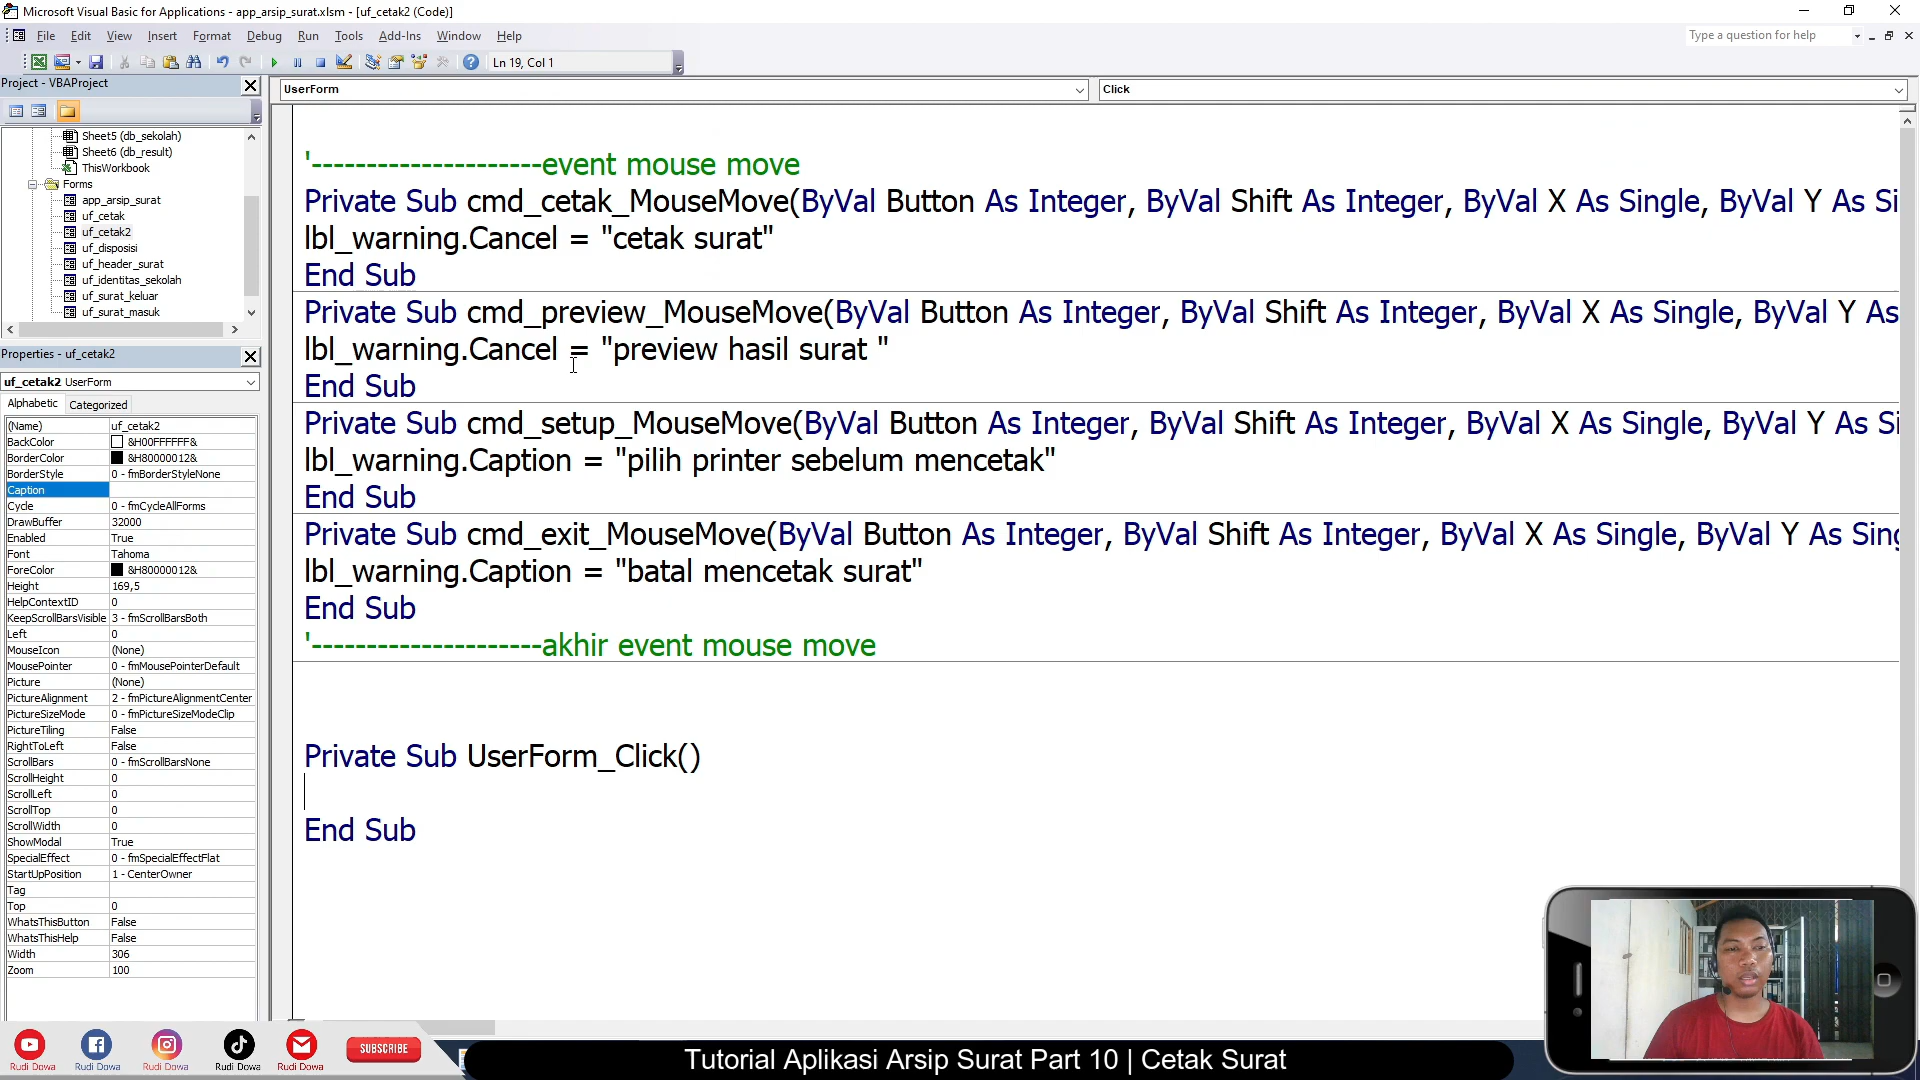 Microsoft Visual Basic for Applications - app_arsip_surat.xlsm - [uf_cetak2 (Code)]
File Edit View Insert Format Debug Run Tools Add-Ins Window Help
Type a question for help
Ln 19, Col 1
Project - VBAProject
UserForm
Click
Sheet5 (db_sekolah)
Sheet6 (db_result)
ThisWorkbook
Forms
app_arsip_surat
uf_cetak
uf_cetak2
uf_disposisi
uf_header_surat
uf_identitas_sekolah
uf_surat_keluar
uf_surat_masuk
Properties - uf_cetak2
uf_cetak2 UserForm
Alphabetic Categorized
(Name) uf_cetak2
BackColor &H00FFFFFF&
BorderColor &H80000012&
BorderStyle 0 - fmBorderStyleNone
Caption
Cycle 0 - fmCycleAllForms
DrawBuffer 32000
Enabled True
Font Tahoma
ForeColor &H80000012&
Height 169,5
HelpContextID 0
KeepScrollBarsVisible 3 - fmScrollBarsBoth
Left 0
MouseIcon (None)
MousePointer 0 - fmMousePointerDefault
Picture (None)
PictureAlignment 2 - fmPictureAlignmentCenter
PictureSizeMode 0 - fmPictureSizeModeClip
PictureTiling False
RightToLeft False
ScrollBars 0 - fmScrollBarsNone
ScrollHeight 0
ScrollLeft 0
ScrollTop 0
ScrollWidth 0
ShowModal True
SpecialEffect 0 - fmSpecialEffectFlat
StartUpPosition 1 - CenterOwner
Tag
Top 0
WhatsThisButton False
WhatsThisHelp False
Width 306
Zoom 100
'---------------------event mouse move
Private Sub cmd_cetak_MouseMove(ByVal Button As Integer, ByVal Shift As Integer, ByVal X As Single, ByVal Y As Si
lbl_warning.Cancel = "cetak surat"
End Sub
Private Sub cmd_preview_MouseMove(ByVal Button As Integer, ByVal Shift As Integer, ByVal X As Single, ByVal Y As
lbl_warning.Cancel = "preview hasil surat "
End Sub
Private Sub cmd_setup_MouseMove(ByVal Button As Integer, ByVal Shift As Integer, ByVal X As Single, ByVal Y As Si
lbl_warning.Caption = "pilih printer sebelum mencetak"
End Sub
Private Sub cmd_exit_MouseMove(ByVal Button As Integer, ByVal Shift As Integer, ByVal X As Single, ByVal Y As Sing
lbl_warning.Caption = "batal mencetak surat"
End Sub
'---------------------akhir event mouse move
Private Sub UserForm_Click()
End Sub
Rudi Dowa Rudi Dowa Rudi Dowa Rudi Dowa Rudi Dowa
SUBSCRIBE
Tutorial Aplikasi Arsip Surat Part 10 | Cetak Surat